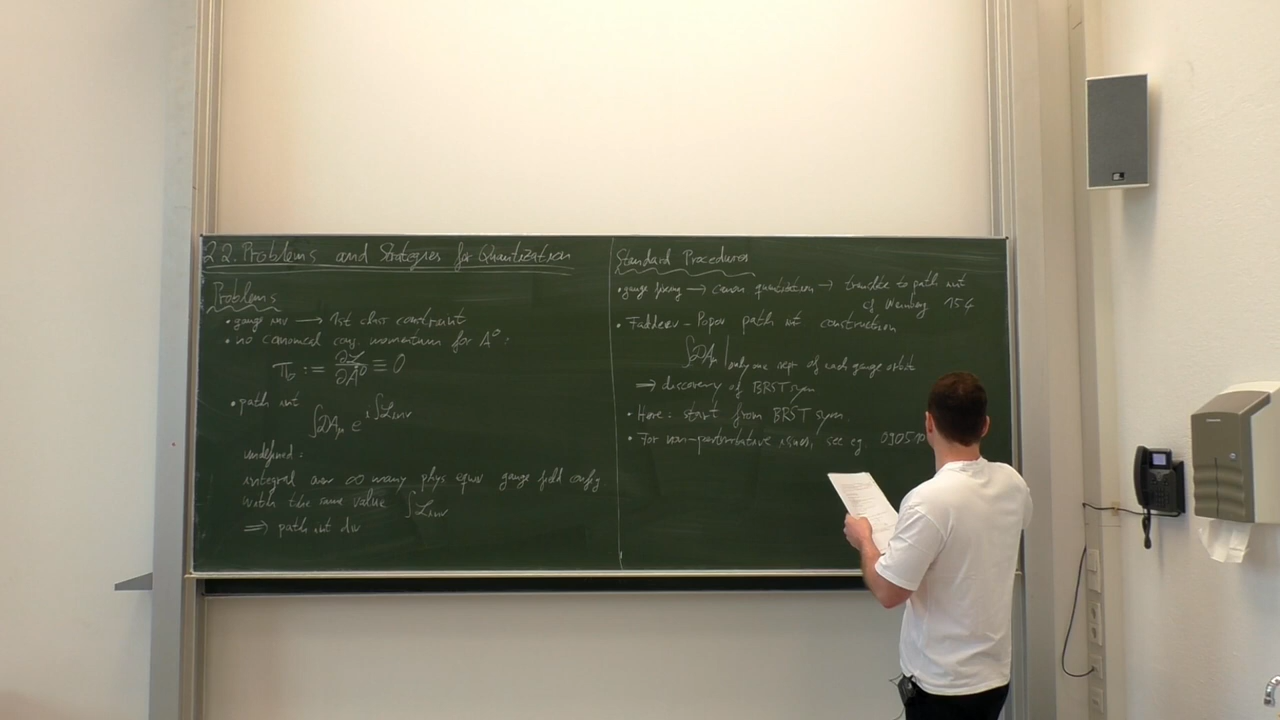 2.2. Problems and Strategies for Quantization
Problems
• gauge inv → 1st class constraint
• no canonical conj. momentum for A⁰:
π₀ := ∂ℒ/∂Ȧ⁰ ≡ 0
• path int
∫𝒟Aμ e^{i∫ℒinv}
undefined:
integral over ∞ many phys equiv gauge field config.
with the same value ∫ℒinv
⇒ path int div
Standard Procedures
• gauge fixing → canon quantization → translate to path int
cf Weinberg 15.4
• Faddeev-Popov path int construction
∫𝒟Aμ | only one repr of each gauge orbit
⇒ discovery of BRST sym
• Here: start from BRST sym.
• For non-perturbative issues, see eg. 09051